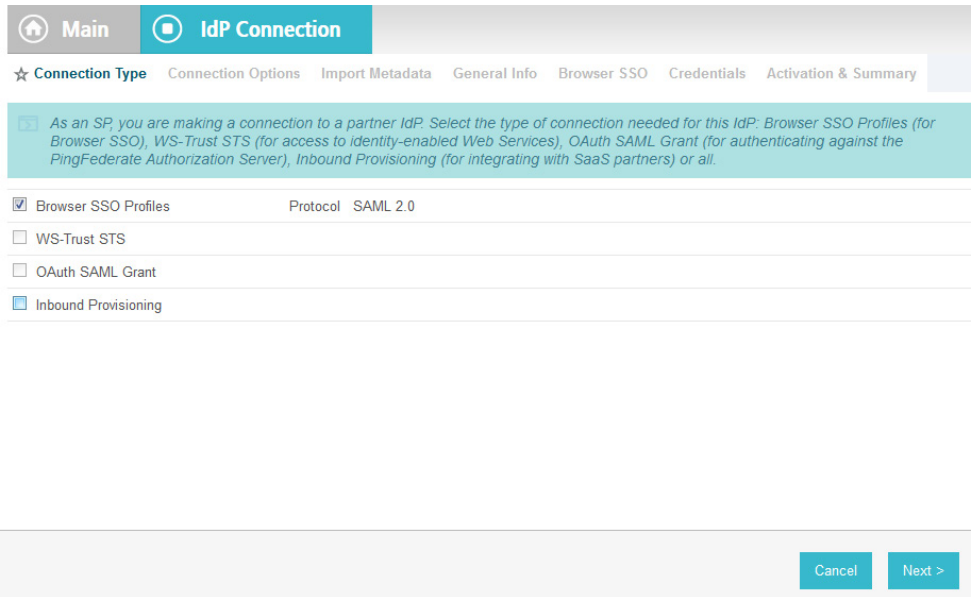 Main IdP Connection
Connection Type Connection Options Import Metadata General Info Browser SSO Credentials Activation & Summary
As an SP, you are making a connection to a partner IdP. Select the type of connection needed for this IdP: Browser SSO Profiles (for
Browser SSO), WS-Trust STS (for access to identity-enabled Web Services), OAuth SAML Grant (for authenticating against the
PingFederate Authorization Server), Inbound Provisioning (for integrating with SaaS partners) or all.
Browser SSO Profiles Protocol SAML 2.0
WS-Trust STS
OAuth SAML Grant
Inbound Provisioning
Cancel Next >